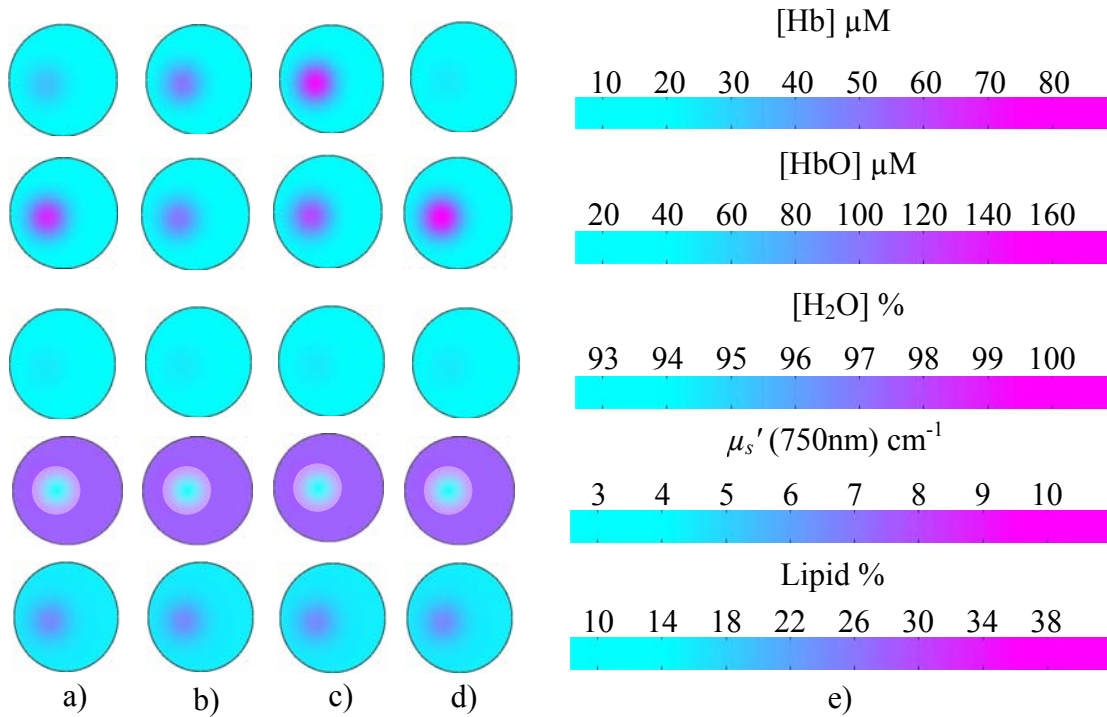 [Hb] µM
10 20 30 40 50 60 70 80
[HbO] µM
20 40 60 80 100 120 140 160
[H₂O] %
93 94 95 96 97 98 99 100
μₛ′ (750nm) cm⁻¹
3 4 5 6 7 8 9 10
Lipid %
10 14 18 22 26 30 34 38
a) b) c) d) e)